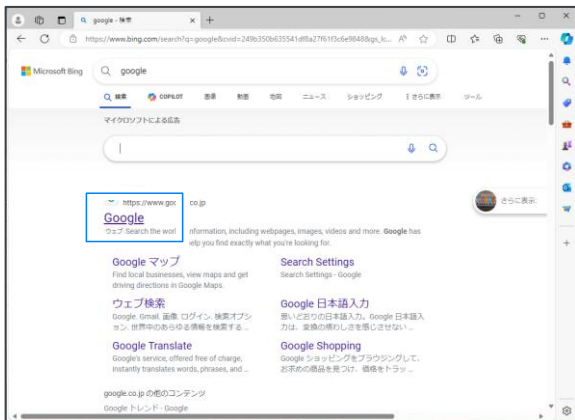 google - 検索
https://www.bing.com/search?q=google&cvid=249b350b635541df8a27f61f3c6e9848&gs_lc...
Microsoft Bing
google
検索 COPILOT 画像 動画 地図 ニュース ショッピング さらに表示 ツール
マイクロソフトによる広告
https://www.goo co.jp
Google
ウェブ Search the worl nformation, including webpages, images, videos and more. Google has
elp you find exactly what you're looking for.
さらに表示
Google マップ
Find local businesses, view maps and get
driving directions in Google Maps.
Search Settings
Search Settings - Google
ウェブ検索
Google. Gmail. 画像. ログイン. 検索オプシ
ョン. 世界中のあらゆる情報を検索する ...
Google 日本語入力
思いどおりの日本語入力。Google 日本語入
力は、変換の煩わしさを感じさせない ...
Google Translate
Google's service, offered free of charge,
instantly translates words, phrases, and ...
Google Shopping
Google ショッピングをブラウジングして、
お求めの商品を見つけ、価格をトラッ ...
google.co.jp の他のコンテンツ
Google トレンド - Google